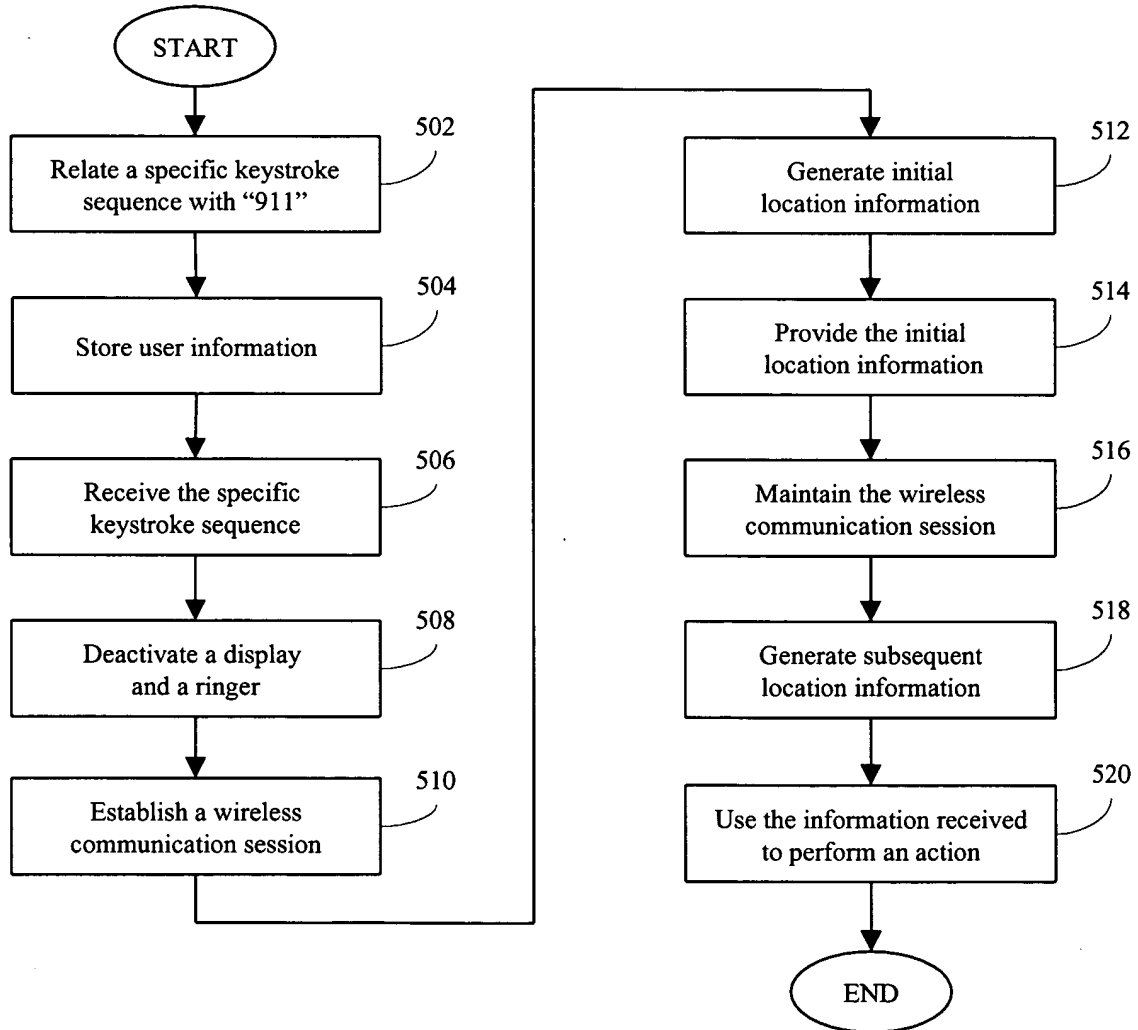 START
502
Relate a specific keystroke
sequence with “911”
504
Store user information
506
Receive the specific
keystroke sequence
508
Deactivate a display
and a ringer
510
Establish a wireless
communication session
512
Generate initial
location information
514
Provide the initial
location information
516
Maintain the wireless
communication session
518
Generate subsequent
location information
520
Use the information received
to perform an action
END